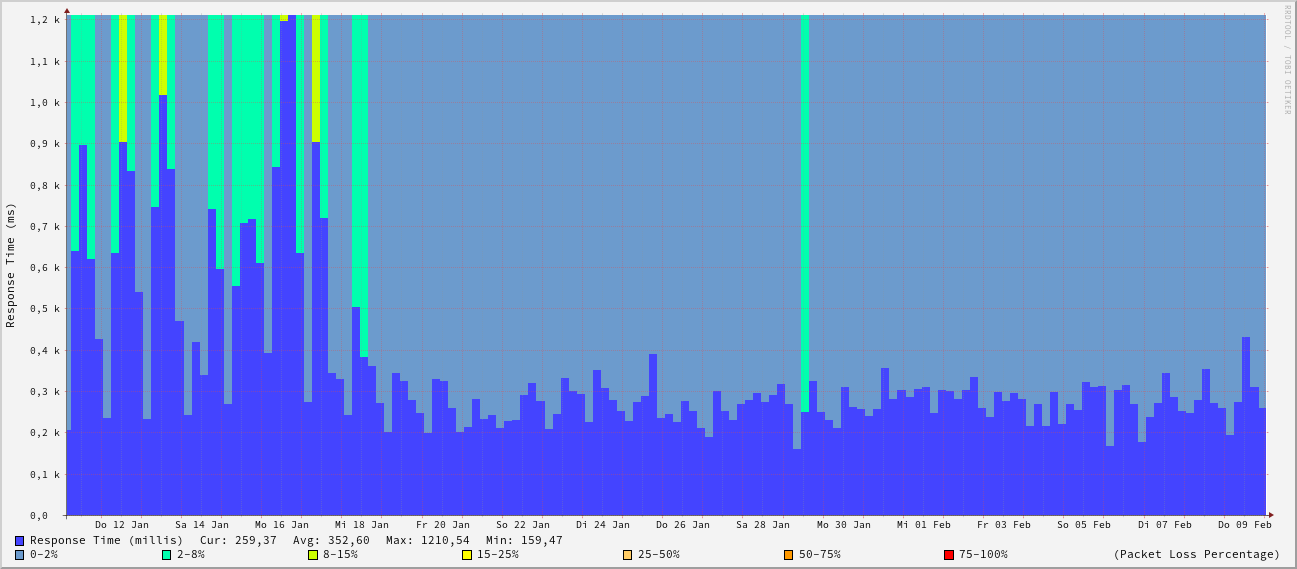 RRDTOOL / TOBI OETIKER
Response Time (ms)
1,2 k
1,1 k
1,0 k
0,9 k
0,8 k
0,7 k
0,6 k
0,5 k
0,4 k
0,3 k
0,2 k
0,1 k
0,0
Do 12 Jan Sa 14 Jan Mo 16 Jan Mi 18 Jan Fr 20 Jan So 22 Jan Di 24 Jan Do 26 Jan Sa 28 Jan Mo 30 Jan Mi 01 Feb Fr 03 Feb So 05 Feb Di 07 Feb Do 09 Feb
Response Time (millis) Cur: 259,37 Avg: 352,60 Max: 1210,54 Min: 159,47
0-2% 2-8% 8-15% 15-25% 25-50% 50-75% 75-100% (Packet Loss Percentage)